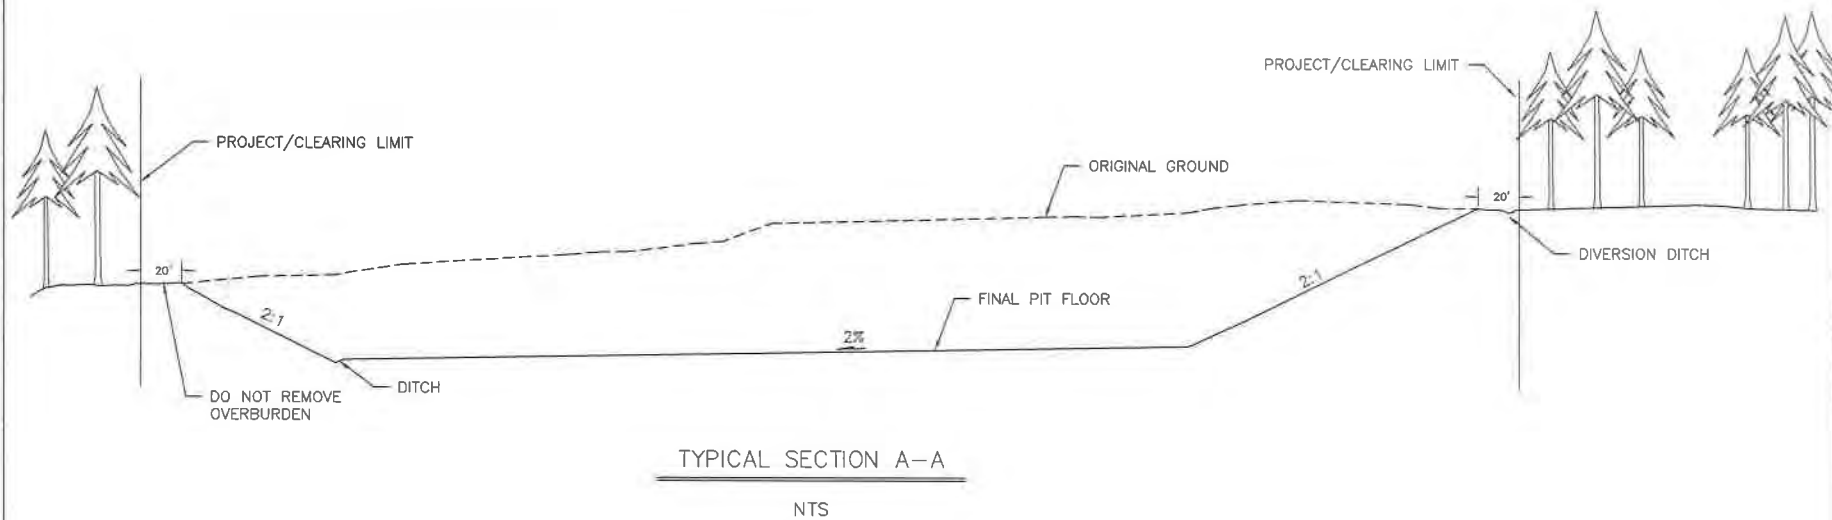 PROJECT/CLEARING LIMIT
PROJECT/CLEARING LIMIT
ORIGINAL GROUND
20'
DIVERSION DITCH
20'
2:1
2:1
FINAL PIT FLOOR
2%
DITCH
DO NOT REMOVE
OVERBURDEN
TYPICAL SECTION A-A
NTS